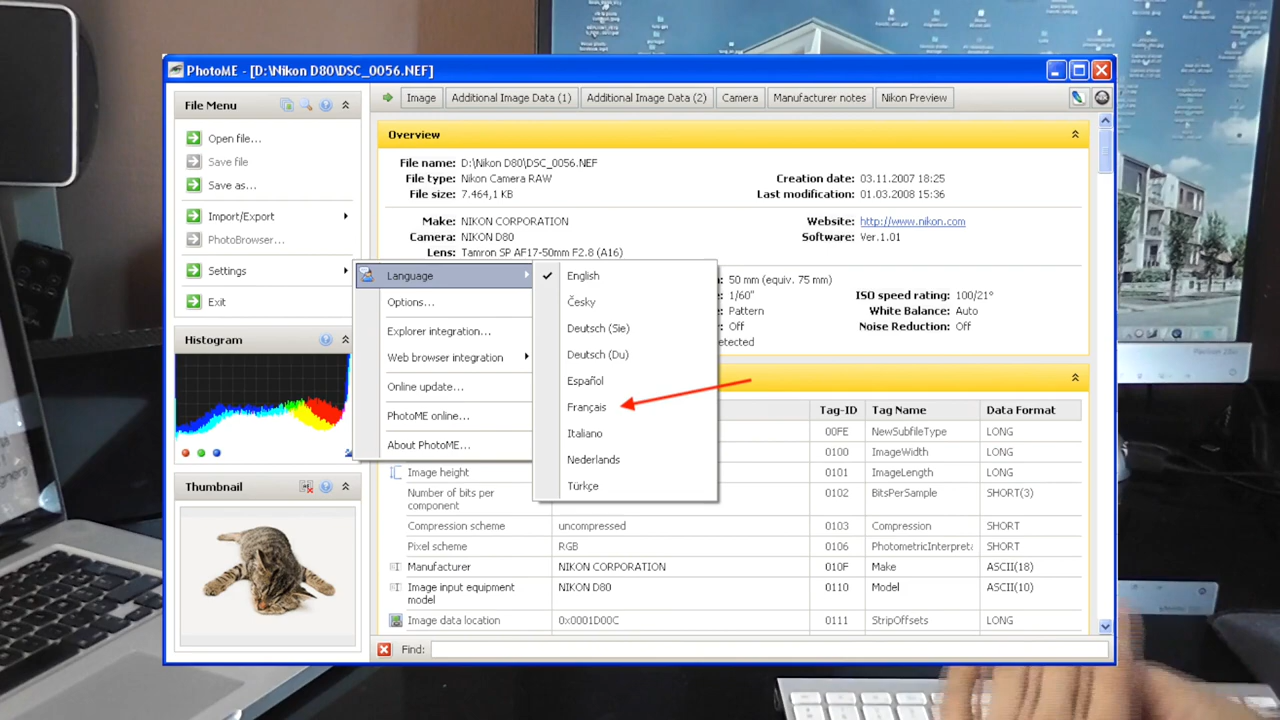 PhotoME - [D:\Nikon D80\DSC_0056.NEF]
File Menu
Open file...
Save file
Save as...
Import/Export
PhotoBrowser...
Settings
Exit
Histogram
Thumbnail
Image Additional Image Data (1) Additional Image Data (2) Camera Manufacturer notes Nikon Preview
Overview
File name: D:\Nikon D80\DSC_0056.NEF
File type: Nikon Camera RAW Creation date: 03.11.2007 18:25
File size: 7.464,1 KB Last modification: 01.03.2008 15:36
Make: NIKON CORPORATION Website: http://www.nikon.com
Camera: NIKON D80 Software: Ver.1.01
Lens: Tamron SP AF17-50mm F2.8 (A16)
50 mm (equiv. 75 mm)
1/60" ISO speed rating: 100/21°
Pattern White Balance: Auto
Off Noise Reduction: Off
Language
Options...
Explorer integration...
Web browser integration
Online update...
PhotoME online...
About PhotoME...
English
Česky
Deutsch (Sie)
Deutsch (Du)
Español
Français
Italiano
Nederlands
Türkçe
Tag-ID Tag Name Data Format
00FE NewSubfileType LONG
0100 ImageWidth LONG
Image height 0101 ImageLength LONG
Number of bits per component 0102 BitsPerSample SHORT(3)
Compression scheme uncompressed 0103 Compression SHORT
Pixel scheme RGB 0106 PhotometricInterpreta SHORT
Manufacturer NIKON CORPORATION 010F Make ASCII(18)
Image input equipment model NIKON D80 0110 Model ASCII(10)
Image data location 0x0001D00C 0111 StripOffsets LONG
Find: